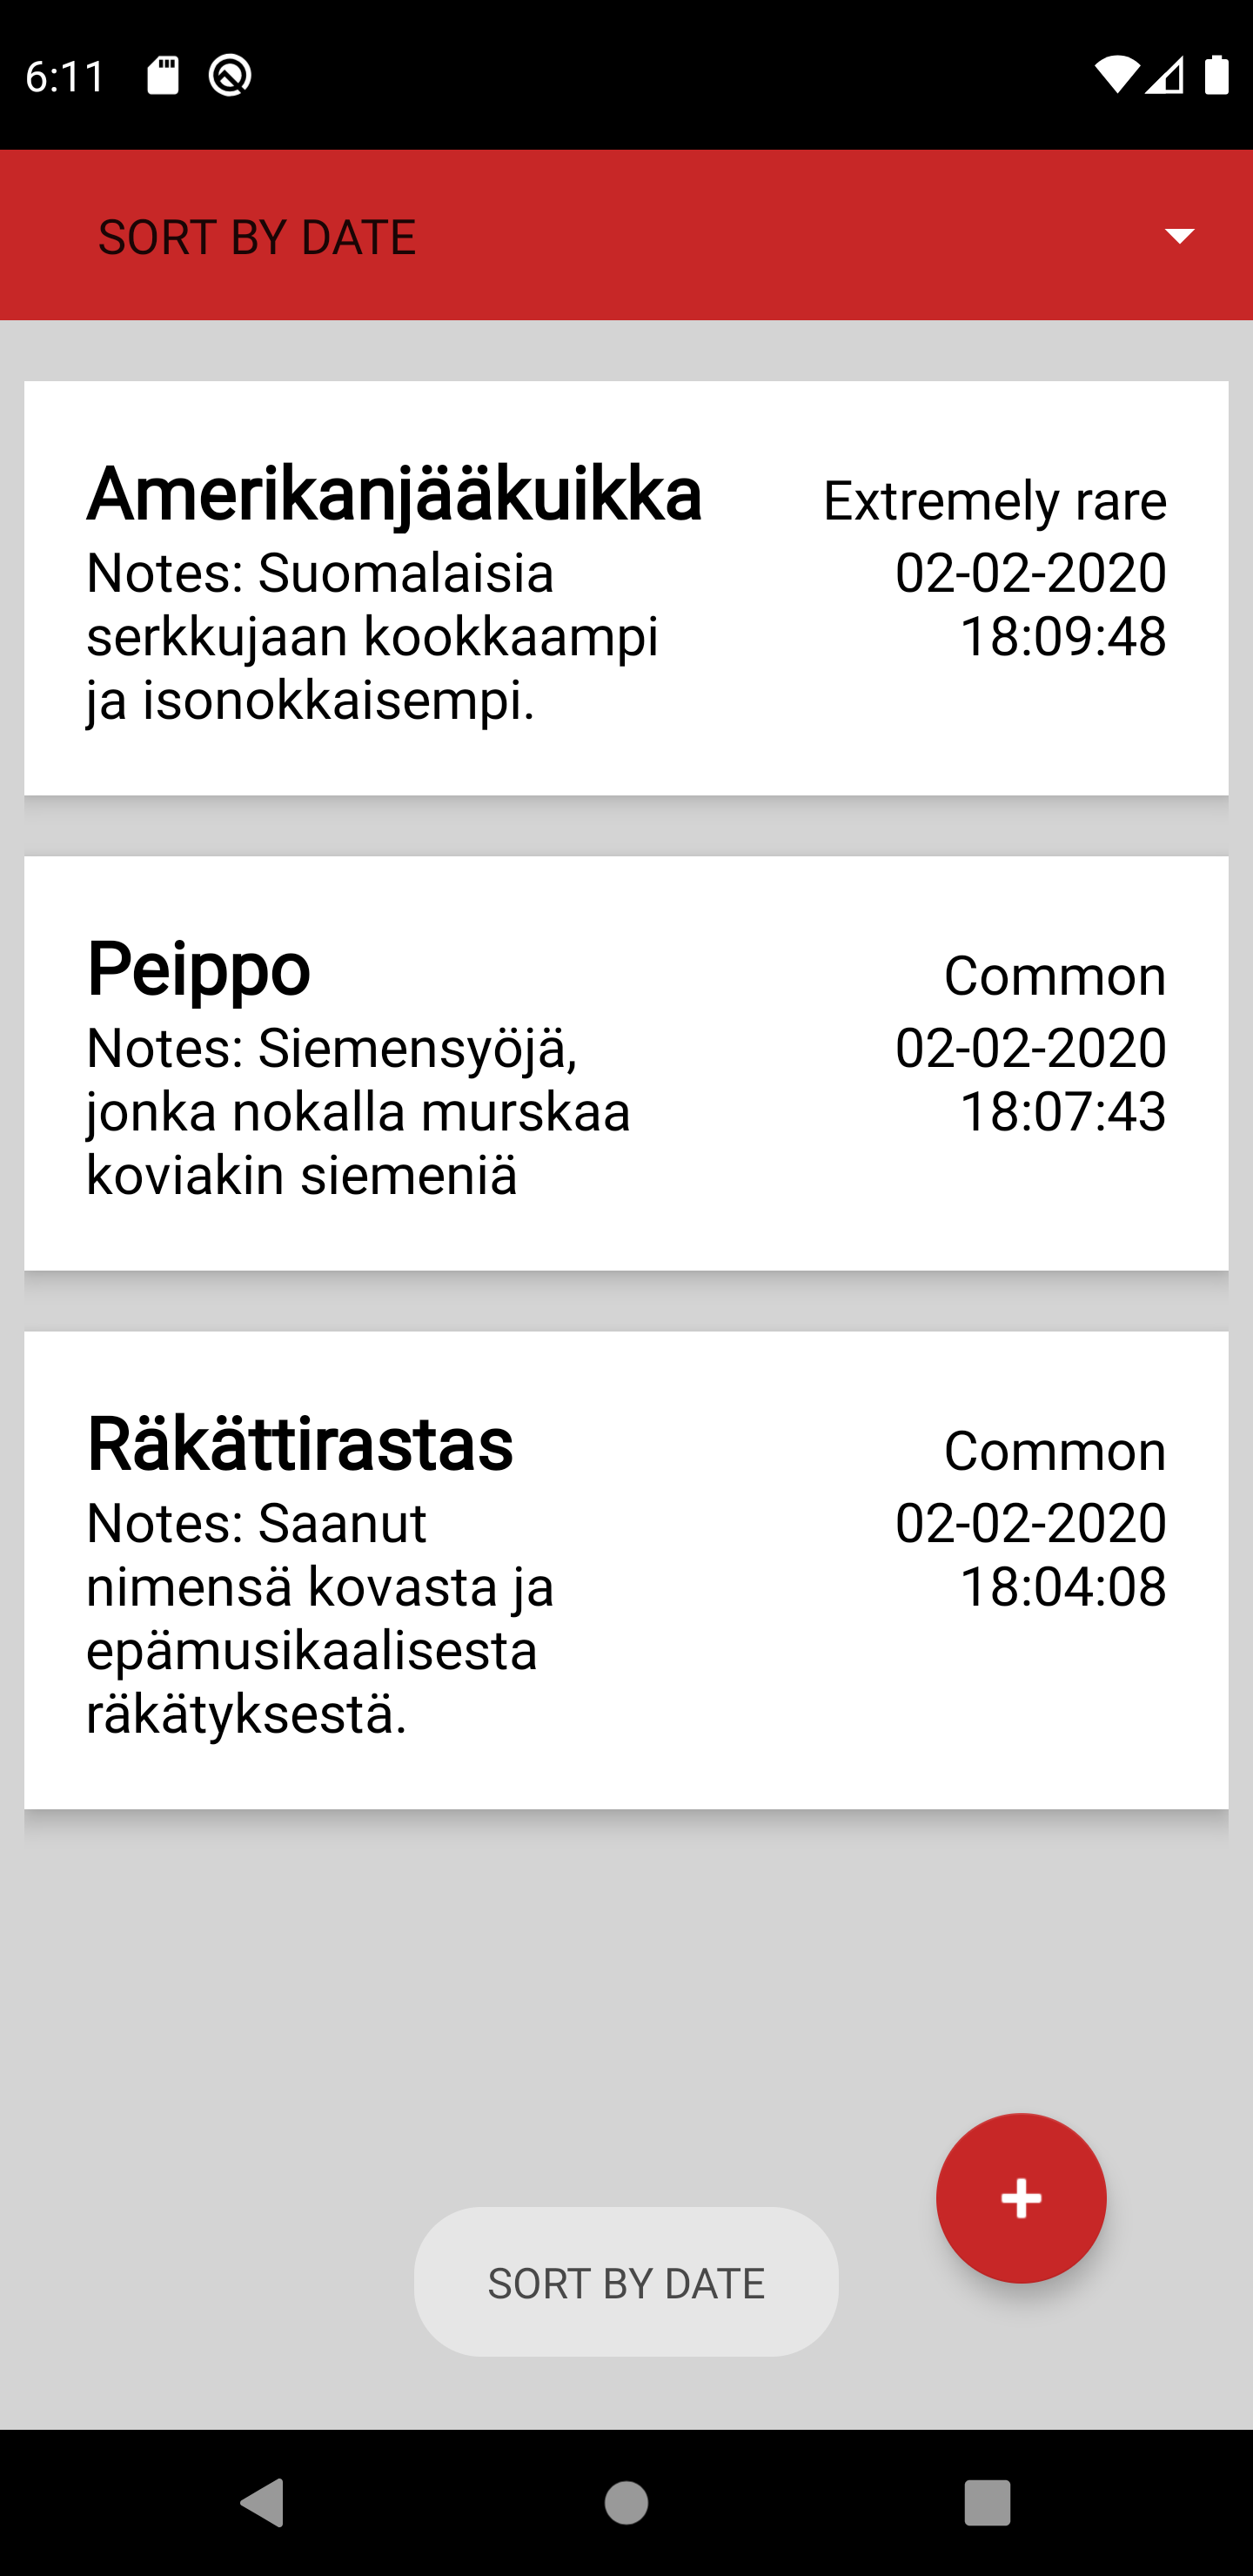 6:11
SORT BY DATE
Amerikanjääkuikka
Extremely rare
Notes: Suomalaisia
serkkujaan kookkaampi
ja isonokkaisempi.
02-02-2020
18:09:48
Peippo
Common
Notes: Siemensyöjä,
jonka nokalla murskaa
koviakin siemeniä
02-02-2020
18:07:43
Räkättirastas
Common
Notes: Saanut
nimensä kovasta ja
epämusikaalisesta
räkätyksestä.
02-02-2020
18:04:08
SORT BY DATE